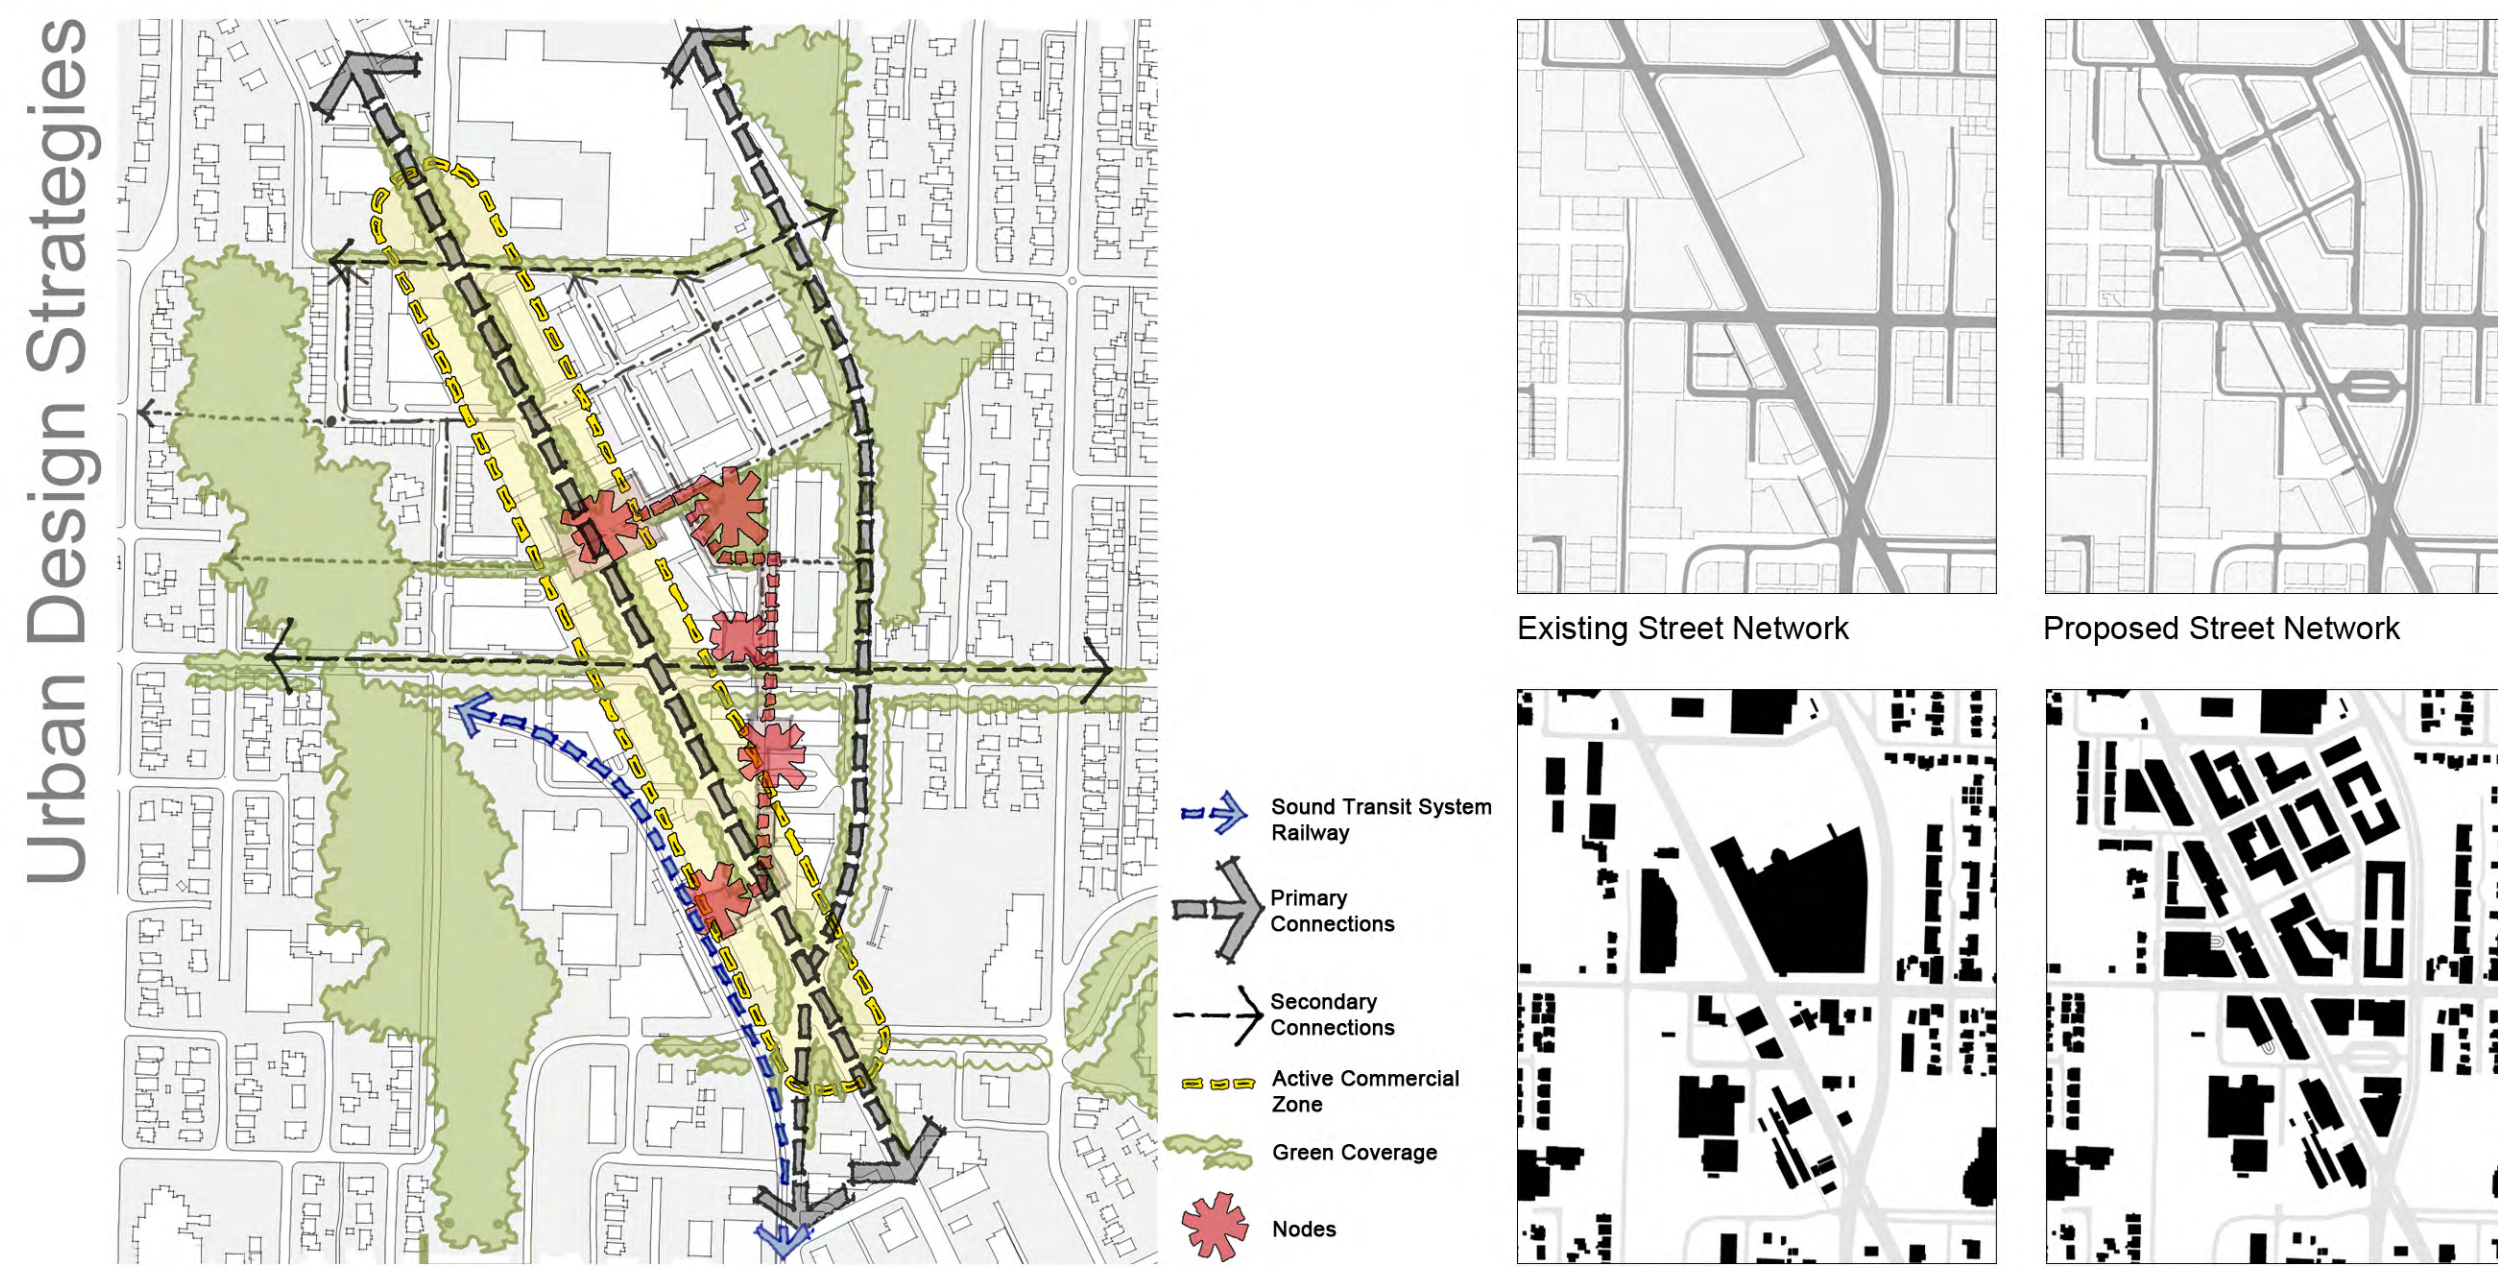 Urban Design Strategies
Sound Transit System
Railway
Primary
Connections
Secondary
Connections
Active Commercial
Zone
Green Coverage
Nodes
Existing Street Network
Proposed Street Network